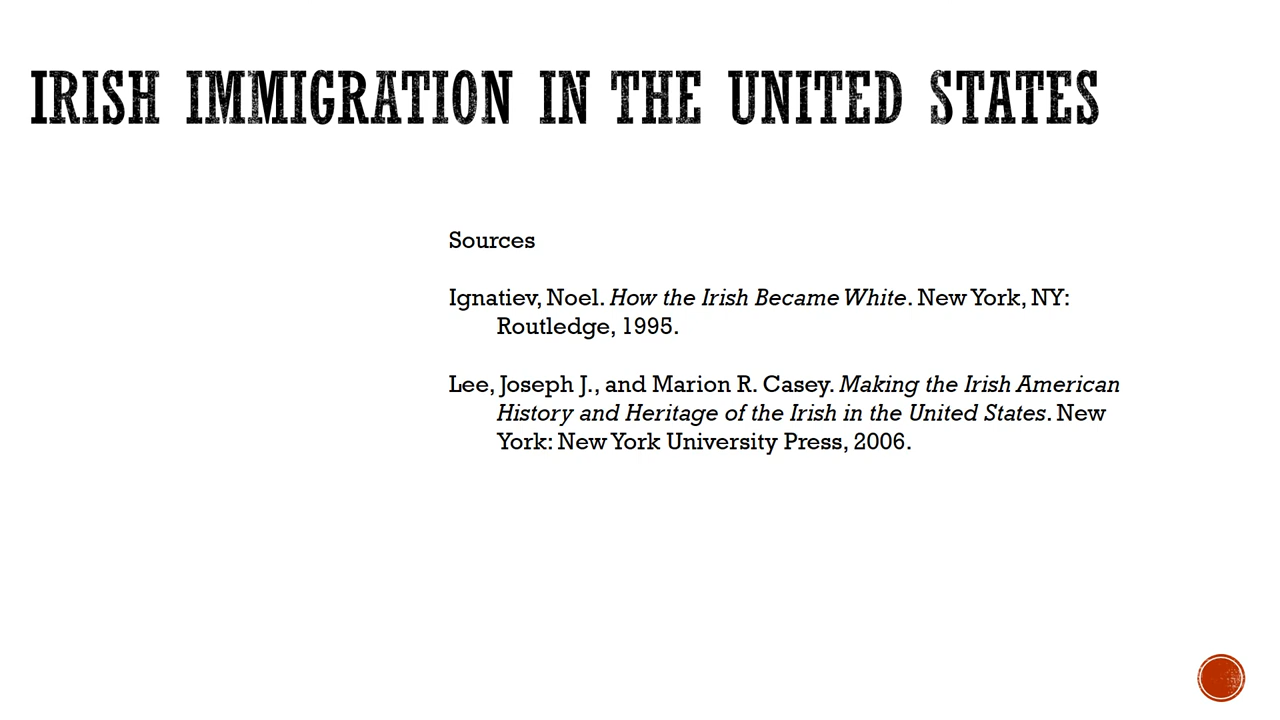 IRISH IMMIGRATION IN THE UNITED STATES
Sources
Ignatiev, Noel. How the Irish Became White. New York, NY:
Routledge, 1995.
Lee, Joseph J., and Marion R. Casey. Making the Irish American
History and Heritage of the Irish in the United States. New
York: New York University Press, 2006.